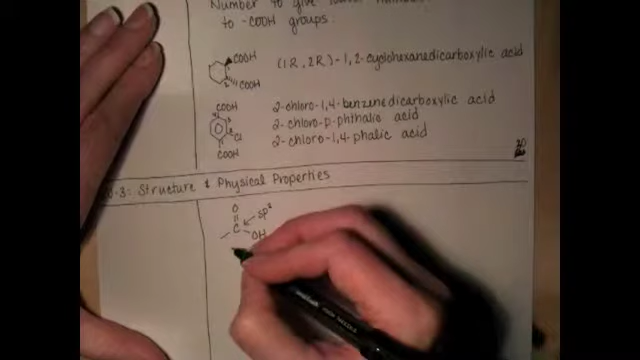 Number to give lowest
to -COOH groups.
COOH
(1R, 2R)-1,2-cyclohexanedicarboxylic acid
2
COOH
COOH
2-chloro-1,4-benzenedicarboxylic acid
2-chloro-p-phthalic acid
Cl
2-chloro-1,4-phalic acid
COOH
20
0-3: Structure & Physical Properties
O
sp²
C
OH